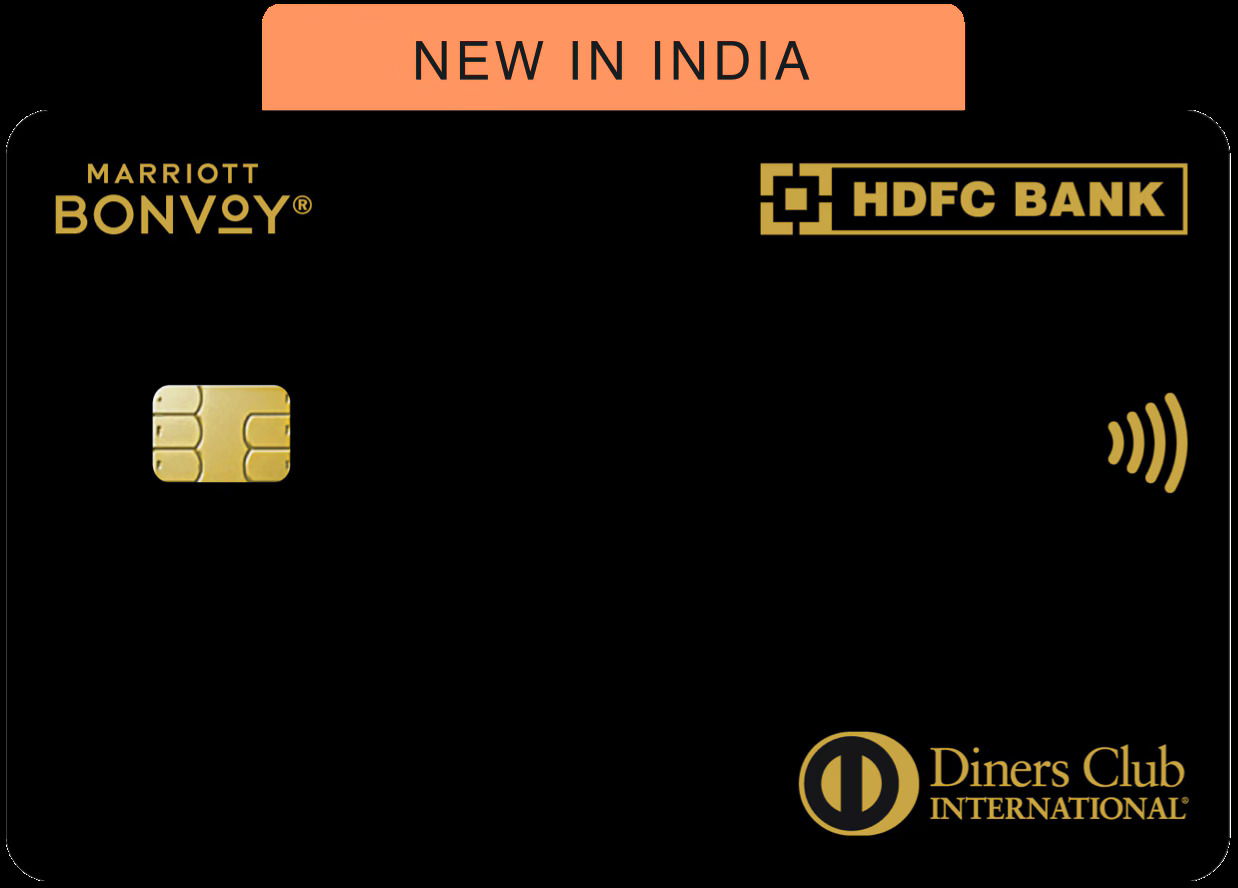 NEW IN INDIA
MARRIOTT
BONVOY®
HDFC BANK
Diners Club
INTERNATIONAL®